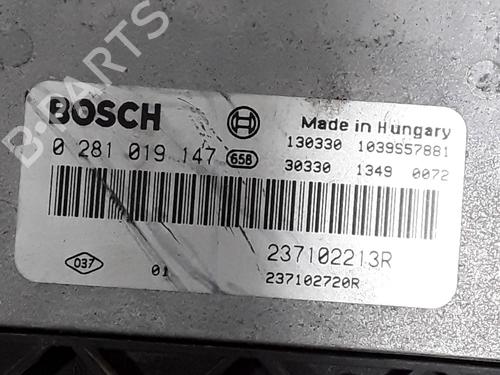 B-PARTS
BOSCH
Made in Hungary
130330 1039S57881
0 281 019 147 658
30330 1349 0072
237102213R
037
01
237102720R